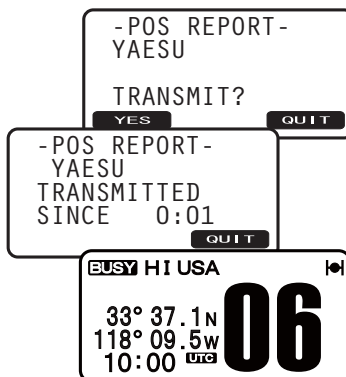 -POS REPORT-
YAESU
TRANSMIT?
YES QUIT
-POS REPORT-
YAESU
TRANSMITTED
SINCE 0:01
QUIT
BUSY HI USA
33° 37.1N
118° 09.5W
10:00 UTC
06